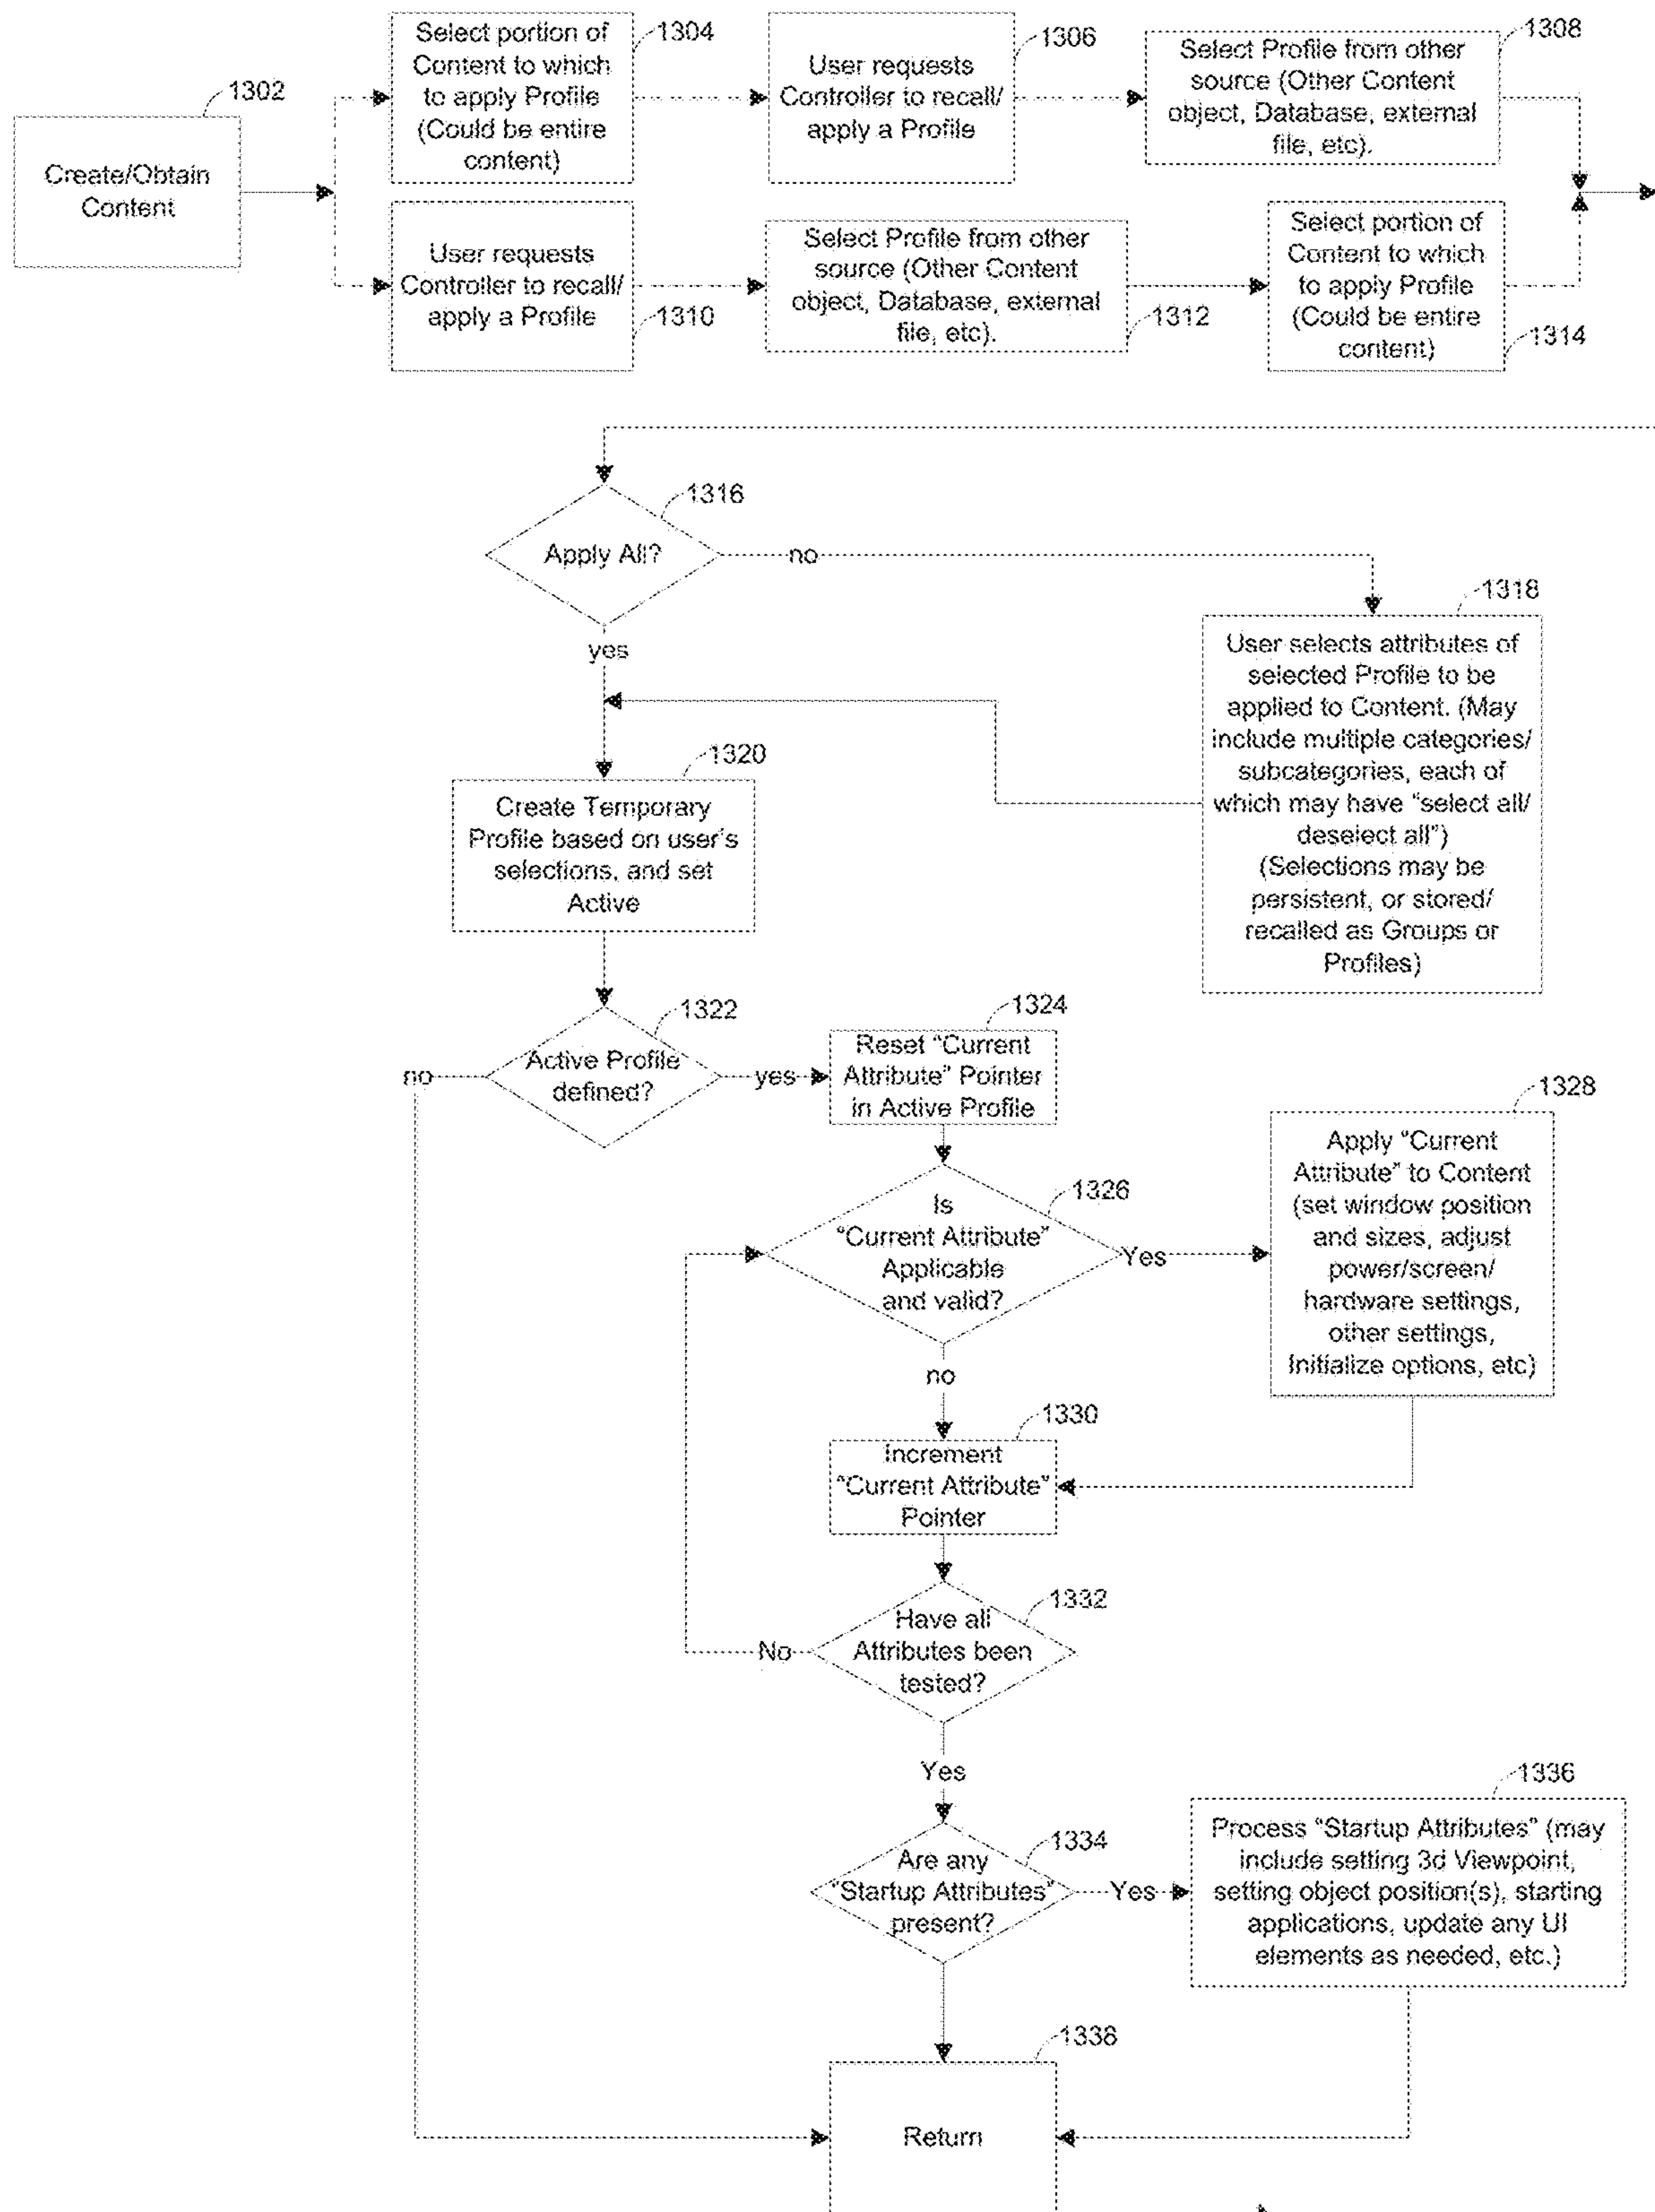 1302
Create/Obtain
Content
1304
Select portion of
Content to which
to apply Profile
(Could be entire
content)
1306
User requests
Controller to recall/
apply a Profile
1308
Select Profile from other
source (Other Content
object, Database, external
file, etc).
1310
User requests
Controller to recall/
apply a Profile
1312
Select Profile from other
source (Other Content
object, Database, external
file, etc).
1314
Select portion of
Content to which
to apply Profile
(Could be entire
content)
1316
Apply All?
no
yes
1318
User selects attributes of
selected Profile to be
applied to Content. (May
include multiple categories/
subcategories, each of
which may have “select all/
deselect all”)
(Selections may be
persistent, or stored/
recalled as Groups or
Profiles)
1320
Create Temporary
Profile based on user's
selections, and set
Active
1322
Active Profile
defined?
no
yes
1324
Reset “Current
Attribute” Pointer
in Active Profile
1326
Is
“Current Attribute”
Applicable
and valid?
Yes
no
1328
Apply “Current
Attribute” to Content
(set window position
and sizes, adjust
power/screen/
hardware settings,
other settings,
Initialize options, etc)
1330
Increment
“Current Attribute”
Pointer
1332
Have all
Attributes been
tested?
No
Yes
1334
Are any
“Startup Attributes”
present?
Yes
1336
Process “Startup Attributes” (may
include setting 3d Viewpoint,
setting object position(s), starting
applications, update any UI
elements as needed, etc.)
1338
Return